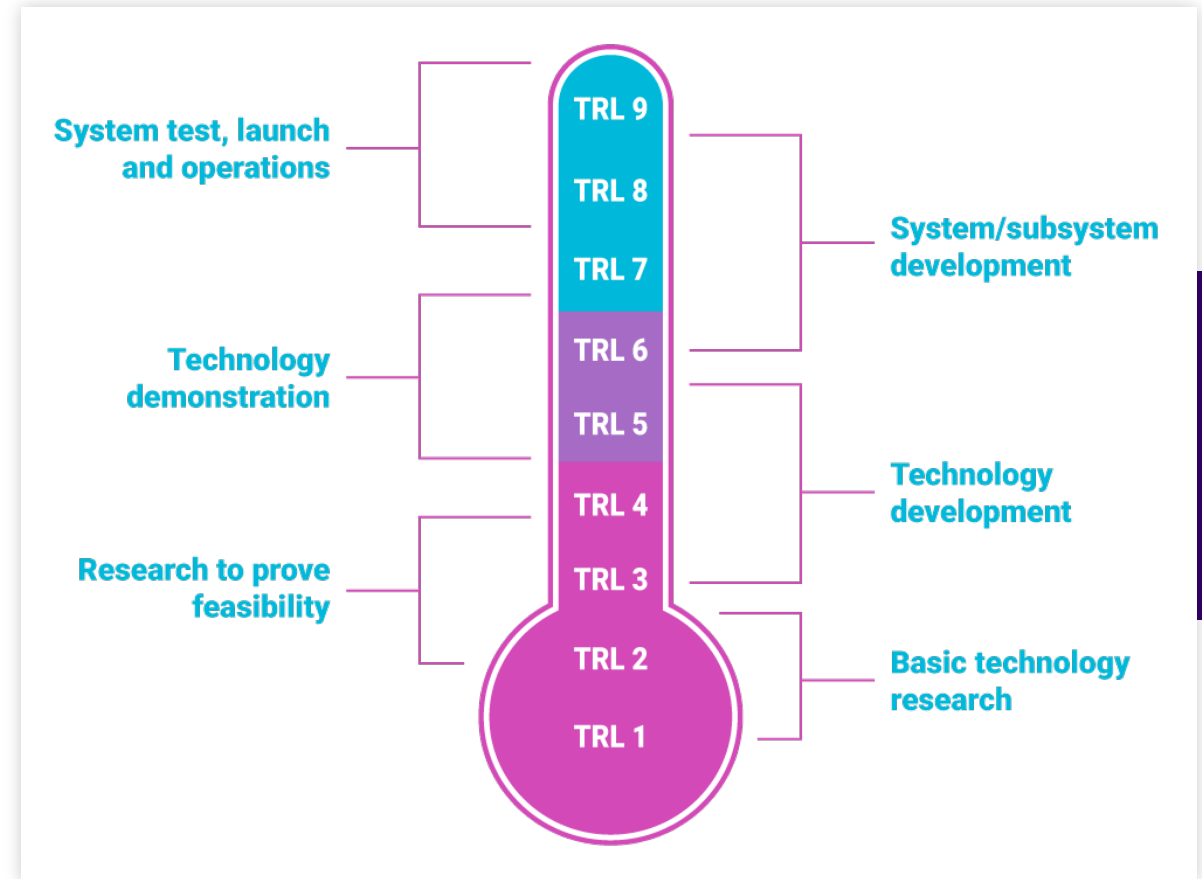 TRL 9
System test, launch
and operations
TRL 8
System/subsystem
development
TRL 7
TRL 6
Technology
demonstration
TRL 5
Technology
development
TRL 4
TRL 3
Research to prove
feasibility
TRL 2
Basic technology
research
TRL 1